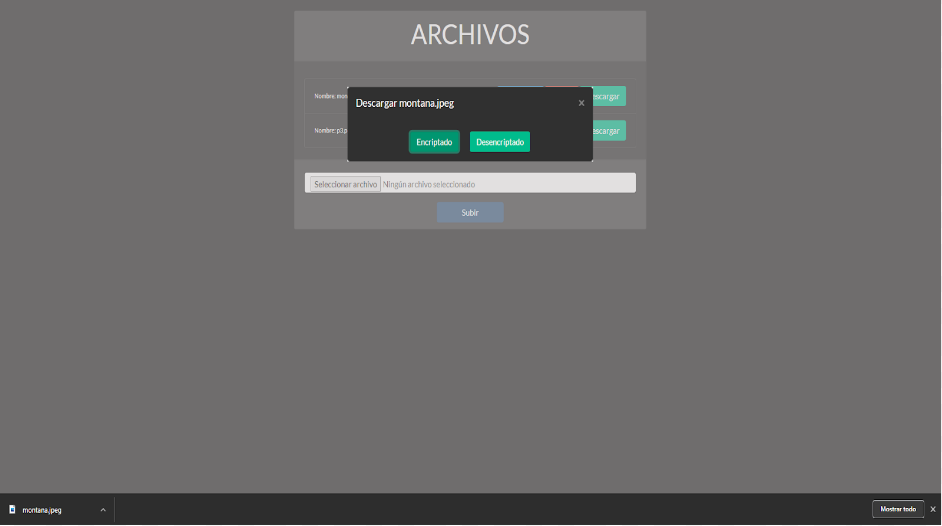 ARCHIVOS
Nombre: mon
Descargar montana.jpeg x
escargar
Nombre: p3.p
escargar
Encriptado Desencriptado
Seleccionar archivo Ningún archivo seleccionado
Subir
montana.jpeg
Mostrar todo x